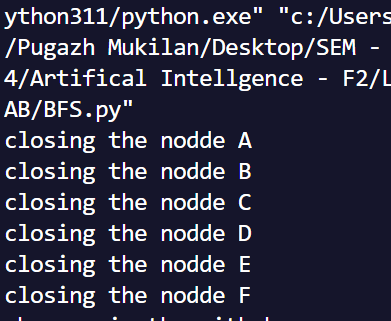 ython311/python.exe" "c:/Users
/Pugazh Mukilan/Desktop/SEM -
4/Artifical Intellgence - F2/L
AB/BFS.py"
closing the nodde A
closing the nodde B
closing the nodde C
closing the nodde D
closing the nodde E
closing the nodde F